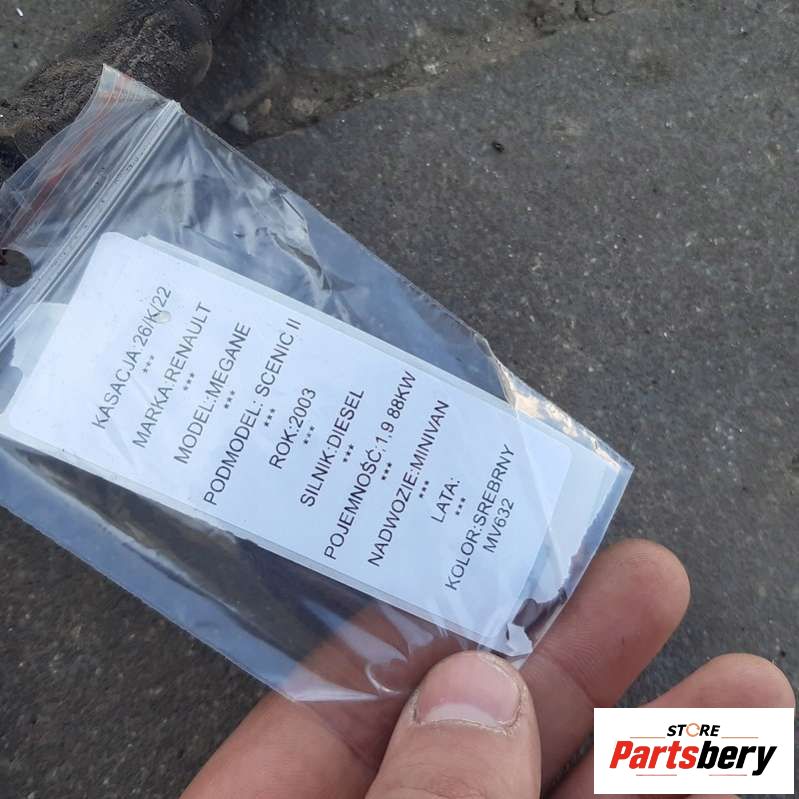 KASACJA:26/K/22
***
MARKA:RENAULT
***
MODEL:MEGANE
***
PODMODEL: SCENIC II
***
ROK:2003
***
SILNIK:DIESEL
***
POJEMNOŚĆ:1.9 88KW
***
NADWOZIE:MINIVAN
***
LATA:
***
KOLOR:SREBRNY
MV632
STORE
Partsbery